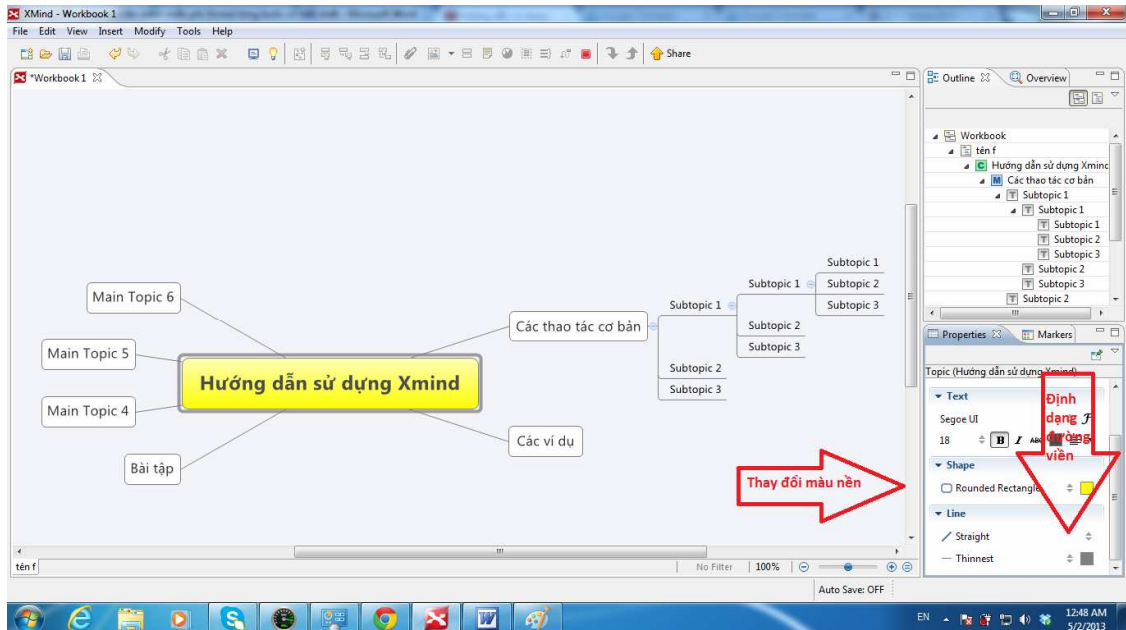 XMind - Workbook 1
File Edit View Insert Modify Tools Help
Share
*Workbook 1
Main Topic 6
Main Topic 5
Main Topic 4
Bài tập
Hướng dẫn sử dụng Xmind
Các thao tác cơ bản
Các ví dụ
Subtopic 1
Subtopic 2
Subtopic 3
Subtopic 1
Subtopic 2
Subtopic 3
Subtopic 1
Subtopic 2
Subtopic 3
Thay đổi màu nền
tén f
No Filter 100%
Auto Save: OFF
Outline Overview
Workbook
tén f
Hướng dẫn sử dụng Xminc
Các thao tác cơ bản
Subtopic 1
Subtopic 1
Subtopic 1
Subtopic 2
Subtopic 3
Subtopic 2
Subtopic 3
Subtopic 2
Properties Markers
Topic (Hướng dẫn sử dụng Xmind)
Text
Segoe UI
18 B I ABC
Shape
Rounded Rectangle
Line
Straight
Thinnest
Định
dạng
đường
viền
EN 12:48 AM
5/2/2013